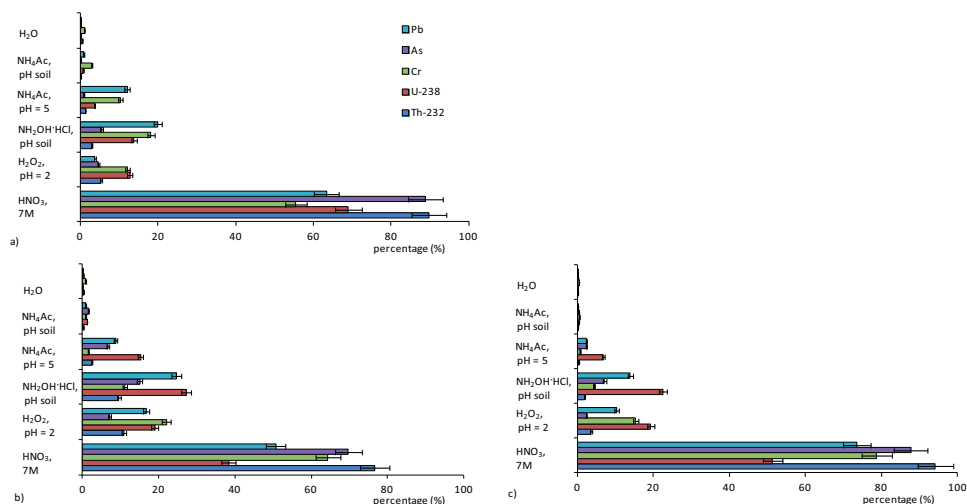 H₂O
NH₄Ac,
pH soil
NH₄Ac,
pH = 5
NH₂OH·HCl,
pH soil
H₂O₂,
pH = 2
HNO₃,
7M
Pb
As
Cr
U-238
Th-232
0 20 40 60 80 100
percentage (%)
a)
H₂O
NH₄Ac,
pH soil
NH₄Ac,
pH = 5
NH₂OH·HCl,
pH soil
H₂O₂,
pH = 2
HNO₃,
7M
0 20 40 60 80 100
percentage (%)
b)
H₂O
NH₄Ac,
pH soil
NH₄Ac,
pH = 5
NH₂OH·HCl,
pH soil
H₂O₂,
pH = 2
HNO₃,
7M
0 20 40 60 80 100
percentage (%)
c)